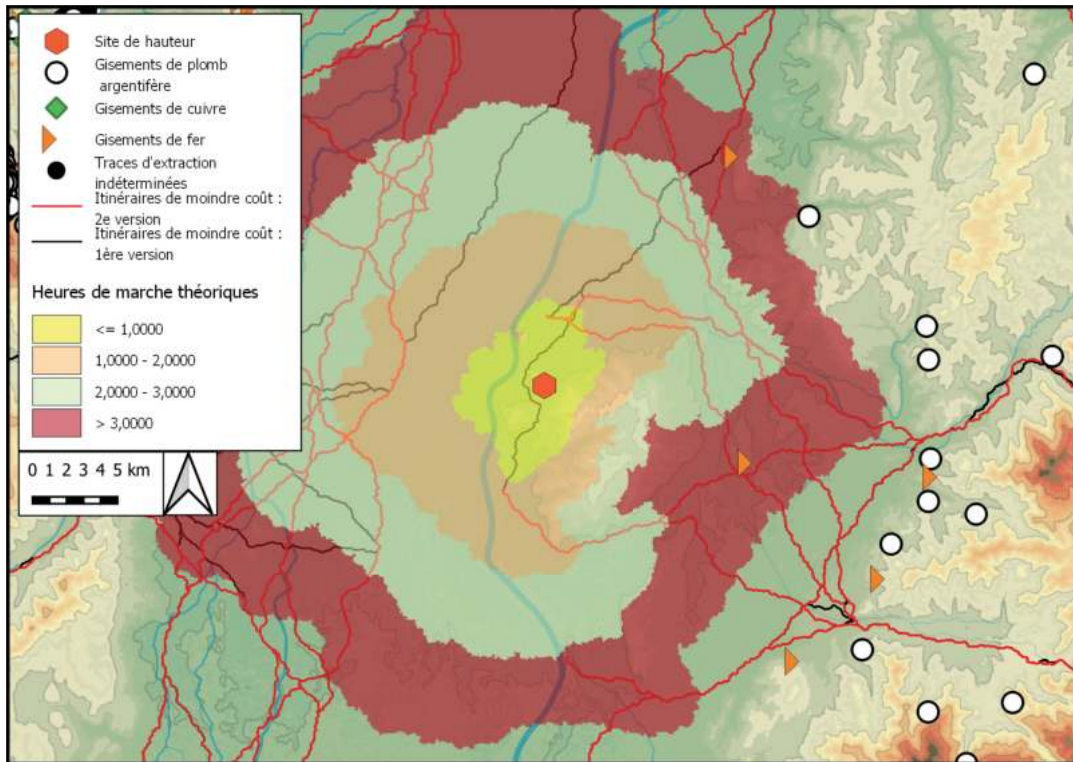 Site de hauteur
Gisements de plomb
argentifère
Gisements de cuivre
Gisements de fer
Traces d'extraction
indéterminées
Itinéraires de moindre coût :
2e version
Itinéraires de moindre coût :
1ère version
Heures de marche théoriques
<= 1,0000
1,0000 - 2,0000
2,0000 - 3,0000
> 3,0000
0 1 2 3 4 5 km